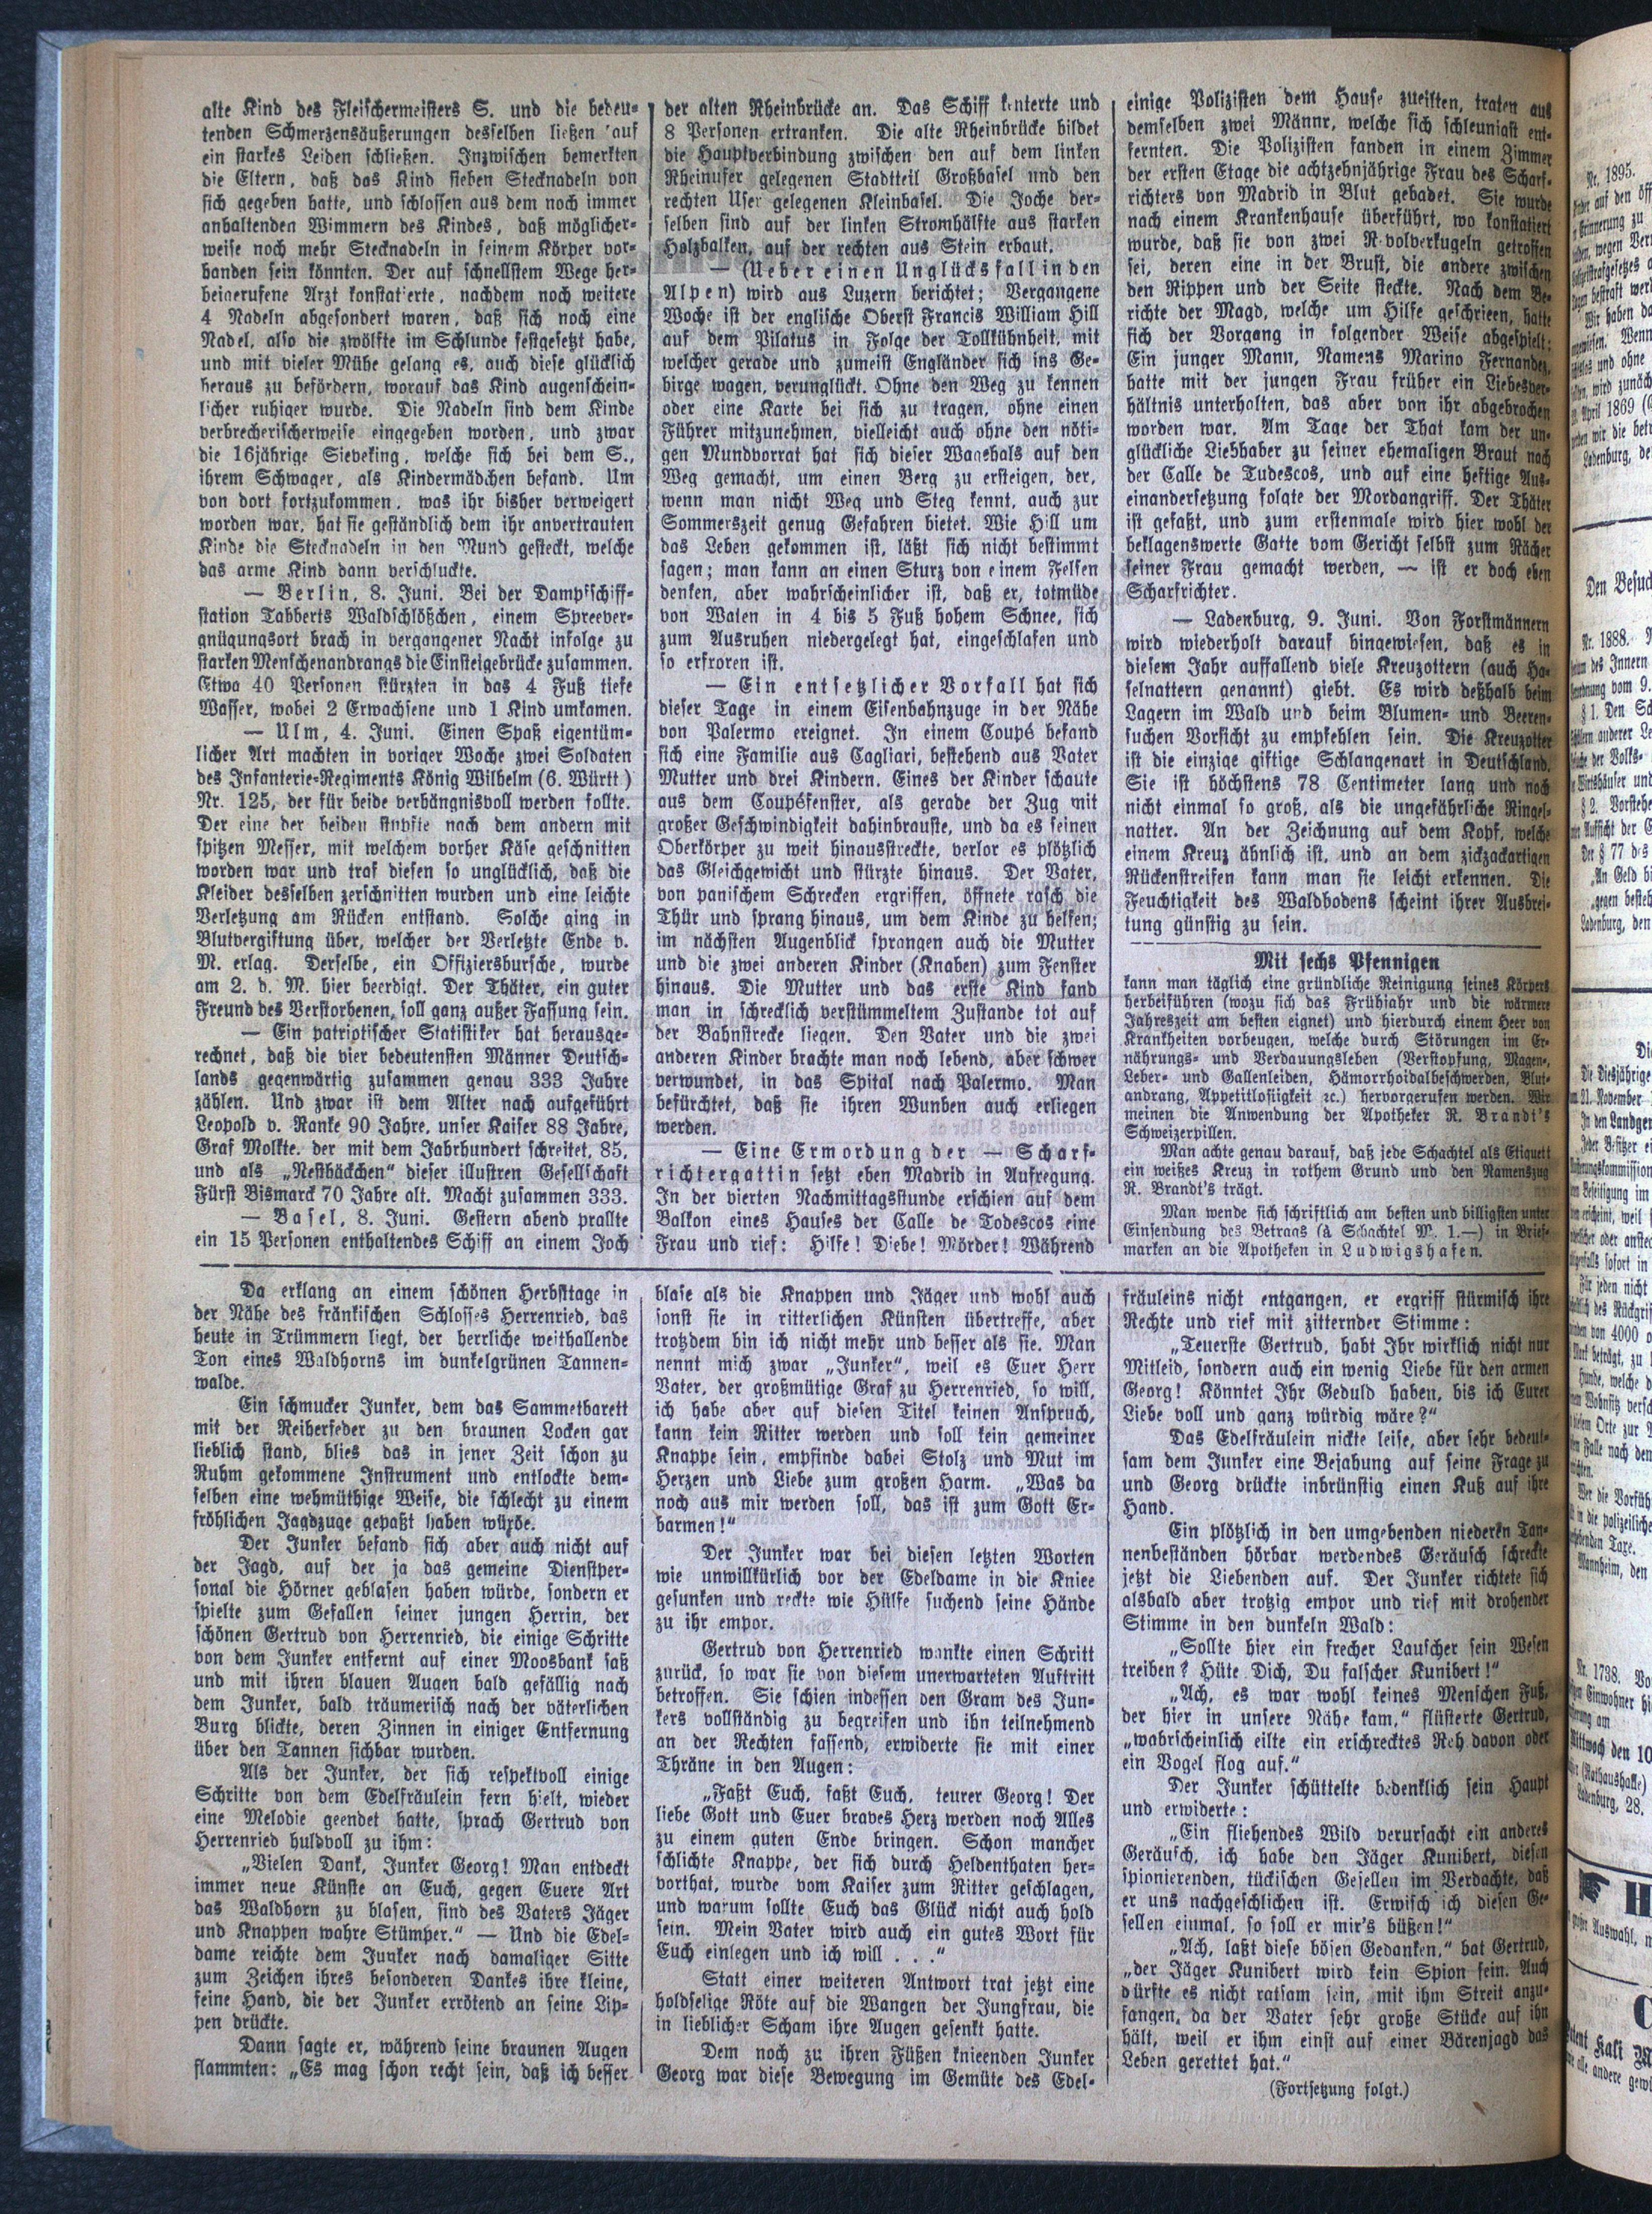 alte Kind des Fleischermeisters S. und die bedeu-
tenden Schmerzensäußerungen desselben ließen auf
ein starkes Leiden schließen. Inzwischen bemerkten
die Eltern, daß das Kind sieben Stecknadeln von
sich gegeben hatte, und schlossen aus dem noch immer
anhaltenden Wimmern des Kindes, daß möglicher-
weise noch mehr Stecknadeln in seinem Körper vor-
handen sein könnten. Der auf schnellstem Wege her-
beigerufene Arzt konstatierte, nachdem noch weitere
4 Nadeln abgesondert waren, daß sich noch eine
Nadel, also die zwölfte im Schlunde festgesetzt habe,
und mit vieler Mühe gelang es, auch diese glücklich
heraus zu befördern, worauf das Kind augenschein-
licher ruhiger wurde. Die Nadeln sind dem Kinde
verbrecherischerweise eingegeben worden, und zwar
die 16jährige Sieveking, welche sich bei dem S.,
ihrem Schwager, als Kindermädchen befand. Um
von dort fortzukommen, was ihr bisher verweigert
worden war, hat sie geständlich dem ihr anvertrauten
Kinde die Stecknadeln in den Mund gesteckt, welche
das arme Kind dann verschluckte.
— Berlin, 8. Juni. Bei der Dampfschiff-
station Tabberts Waldschlößchen, einem Spreever-
gnügungsort brach in vergangener Nacht infolge zu
starken Menschenandrangs die Einsteigebrücke zusammen.
Etwa 40 Personen stürzten in das 4 Fuß tiefe
Wasser, wobei 2 Erwachsene und 1 Kind umkamen.
— Ulm, 4. Juni. Einen Spaß eigentüm-
licher Art machten in voriger Woche zwei Soldaten
des Infanterie-Regiments König Wilhelm (6. Württ)
Nr. 125, der für beide verhängnisvoll werden sollte.
Der eine der beiden stupfte nach dem andern mit
spitzen Messer, mit welchem vorher Käse geschnitten
worden war und traf diesen so unglücklich, daß die
Kleider desselben zerschnitten wurden und eine leichte
Verletzung am Rücken entstand. Solche ging in
Blutvergiftung über, welcher der Verletzte Ende v.
M. erlag. Derselbe, ein Offiziersbursche, wurde
am 2. d. M. hier beerdigt. Der Thäter, ein guter
Freund des Verstorbenen, soll ganz außer Fassung sein.
— Ein patriotischer Statistiker hat herausge-
rechnet, daß die vier bedeutensten Männer Deutsch-
lands gegenwärtig zusammen genau 333 Jahre
zählen. Und zwar ist dem Alter nach aufgeführt
Leopold v. Ranke 90 Jahre, unser Kaiser 88 Jahre,
Graf Moltke, der mit dem Jahrhundert schreitet, 85,
und als „Nesthäckchen“ dieser illustren Gesellschaft
Fürst Bismarck 70 Jahre alt. Macht zusammen 333.
— Basel, 8. Juni. Gestern abend prallte
ein 15 Personen enthaltendes Schiff an einem Joch
der alten Rheinbrücke an. Das Schiff kenterte und
8 Personen ertranken. Die alte Rheinbrücke bildet
die Hauptverbindung zwischen den auf dem linken
Rheinufer gelegenen Stadtteil Großbasel und den
rechten Ufer gelegenen Kleinbasel. Die Joche der-
selben sind auf der linken Stromhälfte aus starken
Holzbalken, auf der rechten aus Stein erbaut.
— (Ueber einen Unglücksfall in den
Alpen) wird aus Luzern berichtet; Vergangene
Woche ist der englische Oberst Francis William Hill
auf dem Pilatus in Folge der Tollkühnheit, mit
welcher gerade und zumeist Engländer sich ins Ge-
birge wagen, verunglückt. Ohne den Weg zu kennen
oder eine Karte bei sich zu tragen, ohne einen
Führer mitzunehmen, vielleicht auch ohne den nöti-
gen Mundvorrat hat sich dieser Wagehals auf den
Weg gemacht, um einen Berg zu ersteigen, der,
wenn man nicht Weg und Steg kennt, auch zur
Sommerszeit genug Gefahren bietet. Wie Hill um
das Leben gekommen ist, läßt sich nicht bestimmt
sagen; man kann an einen Sturz von einem Felsen
denken, aber wahrscheinlicher ist, daß er, totmüde
von Waten in 4 bis 5 Fuß hohem Schnee, sich
zum Ausruhen niedergelegt hat, eingeschlafen und
so erfroren ist.
— Ein entsetzlicher Vorfall hat sich
dieser Tage in einem Eisenbahnzuge in der Nähe
von Palermo ereignet. In einem Coupé befand
sich eine Familie aus Cagliari, bestehend aus Vater
Mutter und drei Kindern. Eines der Kinder schaute
aus dem Coupéfenster, als gerade der Zug mit
großer Geschwindigkeit dahinbrauste, und da es seinen
Oberkörper zu weit hinausstreckte, verlor es plötzlich
das Gleichgewicht und stürzte hinaus. Der Vater,
von panischem Schrecken ergriffen, öffnete rasch die
Thür und sprang hinaus, um dem Kinde zu helfen;
im nächsten Augenblick sprangen auch die Mutter
und die zwei anderen Kinder (Knaben) zum Fenster
hinaus. Die Mutter und das erste Kind fand
man in schrecklich verstümmeltem Zustande tot auf
der Bahnstrecke liegen. Den Vater und die zwei
anderen Kinder brachte man noch lebend, aber schwer
verwundet, in das Spital nach Palermo. Man
befürchtet, daß sie ihren Wunden auch erliegen
werden.
— Eine Ermordung der — Scharf-
richtergattin setzt eben Madrid in Aufregung.
In der vierten Nachmittagsstunde erschien auf dem
Balkon eines Hauses der Calle de Todescos eine
Frau und rief: Hilfe! Diebe! Mörder! Während
einige Polizisten dem Hause zueilten, traten aus
demselben zwei Männr, welche sich schleuniast ent-
fernten. Die Polizisten fanden in einem Zimmer
der ersten Etage die achtzehnjährige Frau des Scharf-
richters von Madrid in Blut gebadet. Sie wurde
nach einem Krankenhause überführt, wo konstatiert
wurde, daß sie von zwei Revolverkugeln getroffen
sei, deren eine in der Brust, die andere zwischen
den Rippen und der Seite steckte. Nach dem Be-
richte der Magd, welche um Hilfe geschrieen, hatte
sich der Vorgang in folgender Weise abgespielt:
Ein junger Mann, Namens Marino Fernandez,
hatte mit der jungen Frau früher ein Liebesver-
hältnis unterholten, das aber von ihr abgebrochen
worden war. Am Tage der That kam der un-
glückliche Liebhaber zu seiner ehemaligen Braut nach
der Calle de Tudescos, und auf eine heftige Aus-
einandersetzung folgte der Mordangriff. Der Thäter
ist gefaßt, und zum erstenmale wird hier wohl der
beklagenswerte Gatte vom Gericht selbst zum Rächer
seiner Frau gemacht werden, — ist er doch eben
Scharfrichter.
— Ladenburg, 9. Juni. Von Forstmännern
wird wiederholt darauf hingewiesen, daß es in
diesem Jahr auffallend viele Kreuzottern (auch Ha-
selnattern genannt) giebt. Es wird deßhalb beim
Lagern im Wald und beim Blumen- und Beeren-
suchen Vorsicht zu empfehlen sein. Die Kreuzotter
ist die einzige giftige Schlangenart in Deutschland.
Sie ist höchstens 78 Centimeter lang und noch
nicht einmal so groß, als die ungefährliche Ringel-
natter. An der Zeichnung auf dem Kopf, welche
einem Kreuz ähnlich ist, und an dem zickzackartigen
Rückenstreifen kann man sie leicht erkennen. Die
Feuchtigkeit des Waldbodens scheint ihrer Ausbrei-
tung günstig zu sein.
Mit sechs Pfennigen
kann man täglich eine gründliche Reinigung seines Körpers
herbeiführen (wozu sich das Frühjahr und die wärmere
Jahreszeit am besten eignet) und hierdurch einem Heer von
Krankheiten vorbeugen, welche durch Störungen im Er-
nährungs- und Verdauungsleben (Verstopfung, Magen-,
Leber- und Gallenleiden, Hämorrhoidalbeschwerden, Blut-
andrang, Appetitlosigkeit ꝛc.) hervorgerufen werden. Wir
meinen die Anwendung der Apotheker R. Brandt's
Schweizerpillen.
Man achte genau darauf, daß jede Schachtel als Etiquett
ein weißes Kreuz in rothem Grund und den Namenszug
R. Brandt's trägt.
Man wende sich schriftlich am besten und billigsten unter
Einsendung des Betrags (à Schachtel M. 1.—) in Brief-
marken an die Apotheken in Ludwigshafen.
Da erklang an einem schönen Herbsttage in
der Nähe des fränkischen Schlosses Herrenried, das
heute in Trümmern liegt, der herrliche weithallende
Ton eines Waldhorns im dunkelgrünen Tannen-
walde.
Ein schmucker Junker, dem das Sammetbarett
mit der Reiherfeder zu den braunen Locken gar
lieblich stand, blies das in jener Zeit schon zu
Ruhm gekommene Instrument und entlockte dem-
selben eine wehmüthige Weise, die schlecht zu einem
fröhlichen Jagdzuge gepaßt haben würde.
Der Junker befand sich aber auch nicht auf
der Jagd, auf der ja das gemeine Dienstper-
sonal die Hörner geblasen haben würde, sondern er
spielte zum Gefallen seiner jungen Herrin, der
schönen Gertrud von Herrenried, die einige Schritte
von dem Junker entfernt auf einer Moosbank saß
und mit ihren blauen Augen bald gefällig nach
dem Junker, bald träumerisch nach der väterlichen
Burg blickte, deren Zinnen in einiger Entfernung
über den Tannen sichbar wurden.
Als der Junker, der sich respektvoll einige
Schritte von dem Edelfräulein fern hielt, wieder
eine Melodie geendet hatte, sprach Gertrud von
Herrenried huldvoll zu ihm:
„Vielen Dank, Junker Georg! Man entdeckt
immer neue Künste an Euch, gegen Euere Art
das Waldhorn zu blasen, sind des Vaters Jäger
und Knappen wahre Stümper.“ — Und die Edel-
dame reichte dem Junker nach damaliger Sitte
zum Zeichen ihres besonderen Dankes ihre kleine,
feine Hand, die der Junker errötend an seine Lip-
pen drückte.
Dann sagte er, während seine braunen Augen
flammten: „Es mag schon recht sein, daß ich besser
blase als die Knappen und Jäger und wohl auch
sonst sie in ritterlichen Künsten übertreffe, aber
trotzdem bin ich nicht mehr und besser als sie. Man
nennt mich zwar „Junker“, weil es Euer Herr
Vater, der großmütige Graf zu Herrenried, so will,
ich habe aber auf diesen Titel keinen Anspruch,
kann kein Ritter werden und soll kein gemeiner
Knappe sein, empfinde dabei Stolz und Mut im
Herzen und Liebe zum großen Harm. „Was da
noch aus mir werden soll, das ist zum Gott Er-
barmen!“
Der Junker war bei diesen letzten Worten
wie unwillkürlich vor der Edeldame in die Kniee
gesunken und reckte wie Hülfe suchend seine Hände
zu ihr empor.
Gertrud von Herrenried wankte einen Schritt
zurück, so war sie von diesem unerwarteten Auftritt
betroffen. Sie schien indessen den Gram des Jun-
kers vollständig zu begreifen und ihn teilnehmend
an der Rechten fassend, erwiderte sie mit einer
Thräne in den Augen:
„Faßt Euch, faßt Euch, teurer Georg! Der
liebe Gott und Euer braves Herz werden noch Alles
zu einem guten Ende bringen. Schon mancher
schlichte Knappe, der sich durch Heldenthaten her-
vorthat, wurde vom Kaiser zum Ritter geschlagen,
und warum sollte Euch das Glück nicht auch hold
sein. Mein Vater wird auch ein gutes Wort für
Euch einlegen und ich will . . .“
Statt einer weiteren Antwort trat jetzt eine
holdselige Röte auf die Wangen der Jungfrau, die
in lieblicher Scham ihre Augen gesenkt hatte.
Dem noch zu ihren Füßen knieenden Junker
Georg war diese Bewegung im Gemüte des Edel-
fräuleins nicht entgangen, er ergriff stürmisch ihre
Rechte und rief mit zitternder Stimme:
„Teuerste Gertrud, habt Ihr wirklich nicht nur
Mitleid, sondern auch ein wenig Liebe für den armen
Georg! Könntet Ihr Geduld haben, bis ich Eurer
Liebe voll und ganz würdig wäre?“
Das Edelfräulein nickte leise, aber sehr bedeut-
sam dem Junker eine Bejahung auf seine Frage zu
und Georg drückte inbrünstig einen Kuß auf ihre
Hand.
Ein plötzlich in den umgebenden niederen Tan-
nenbeständen hörbar werdendes Geräusch schreckte
jetzt die Liebenden auf. Der Junker richtete sich
alsbald aber trotzig empor und rief mit drohender
Stimme in den dunkeln Wald:
„Sollte hier ein frecher Lauscher sein Wesen
treiben? Hüte Dich, Du falscher Kunibert!“
„Ach, es war wohl keines Menschen Fuß,
der hier in unsere Nähe kam,“ flüsterte Gertrud,
„wahrscheinlich eilte ein erschrecktes Reh davon oder
ein Vogel flog auf.“
Der Junker schüttelte bedenklich sein Haupt
und erwiderte:
„Ein fliehendes Wild verursacht ein anderes
Geräusch, ich habe den Jäger Kunibert, diesen
spionierenden, tückischen Gesellen im Verdachte, daß
er uns nachgeschlichen ist. Erwisch ich diesen Ge-
sellen einmal, so soll er mir's büßen!“
„Ach, laßt diese bösen Gedanken,“ bat Gertrud,
„der Jäger Kunibert wird kein Spion sein. Auch
dürfte es nicht ratsam sein, mit ihm Streit anzu-
fangen, da der Vater sehr große Stücke auf ihn
hält, weil er ihm einst auf einer Bärenjagd das
Leben gerettet hat.“
(Fortsetzung folgt.)
Nr. 1895.
April 1869
Den Besuch
Nr. 1888.
Nr. 1738.
Ladenburg, 28.